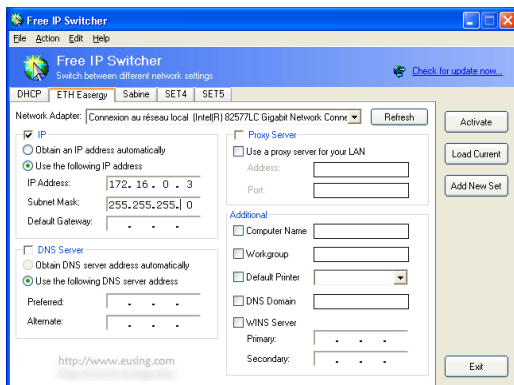 Free IP Switcher
File Action Edit Help
Free IP Switcher
Switch between different network settings
Check for update now...
DHCP ETH Easergy Sabine SET4 SET5
Network Adapter: Connexion au réseau local (Intel(R) 82577LC Gigabit Network Conne Refresh
Activate
Load Current
Add New Set
IP
Obtain an IP address automatically
Use the following IP address
IP Address: 172. 16. 0 . 3
Subnet Mask: 255.255.255. 0
Default Gateway: . . .
DNS Server
Obtain DNS server address automatically
Use the following DNS server address
Preferred: . . .
Alternate: . . .
http://www.eusing.com
Proxy Server
Use a proxy server for your LAN
Address:
Port:
Additional
Computer Name
Workgroup
Default Printer
DNS Domain
WINS Server
Primary: . . .
Secondary: . . .
Exit